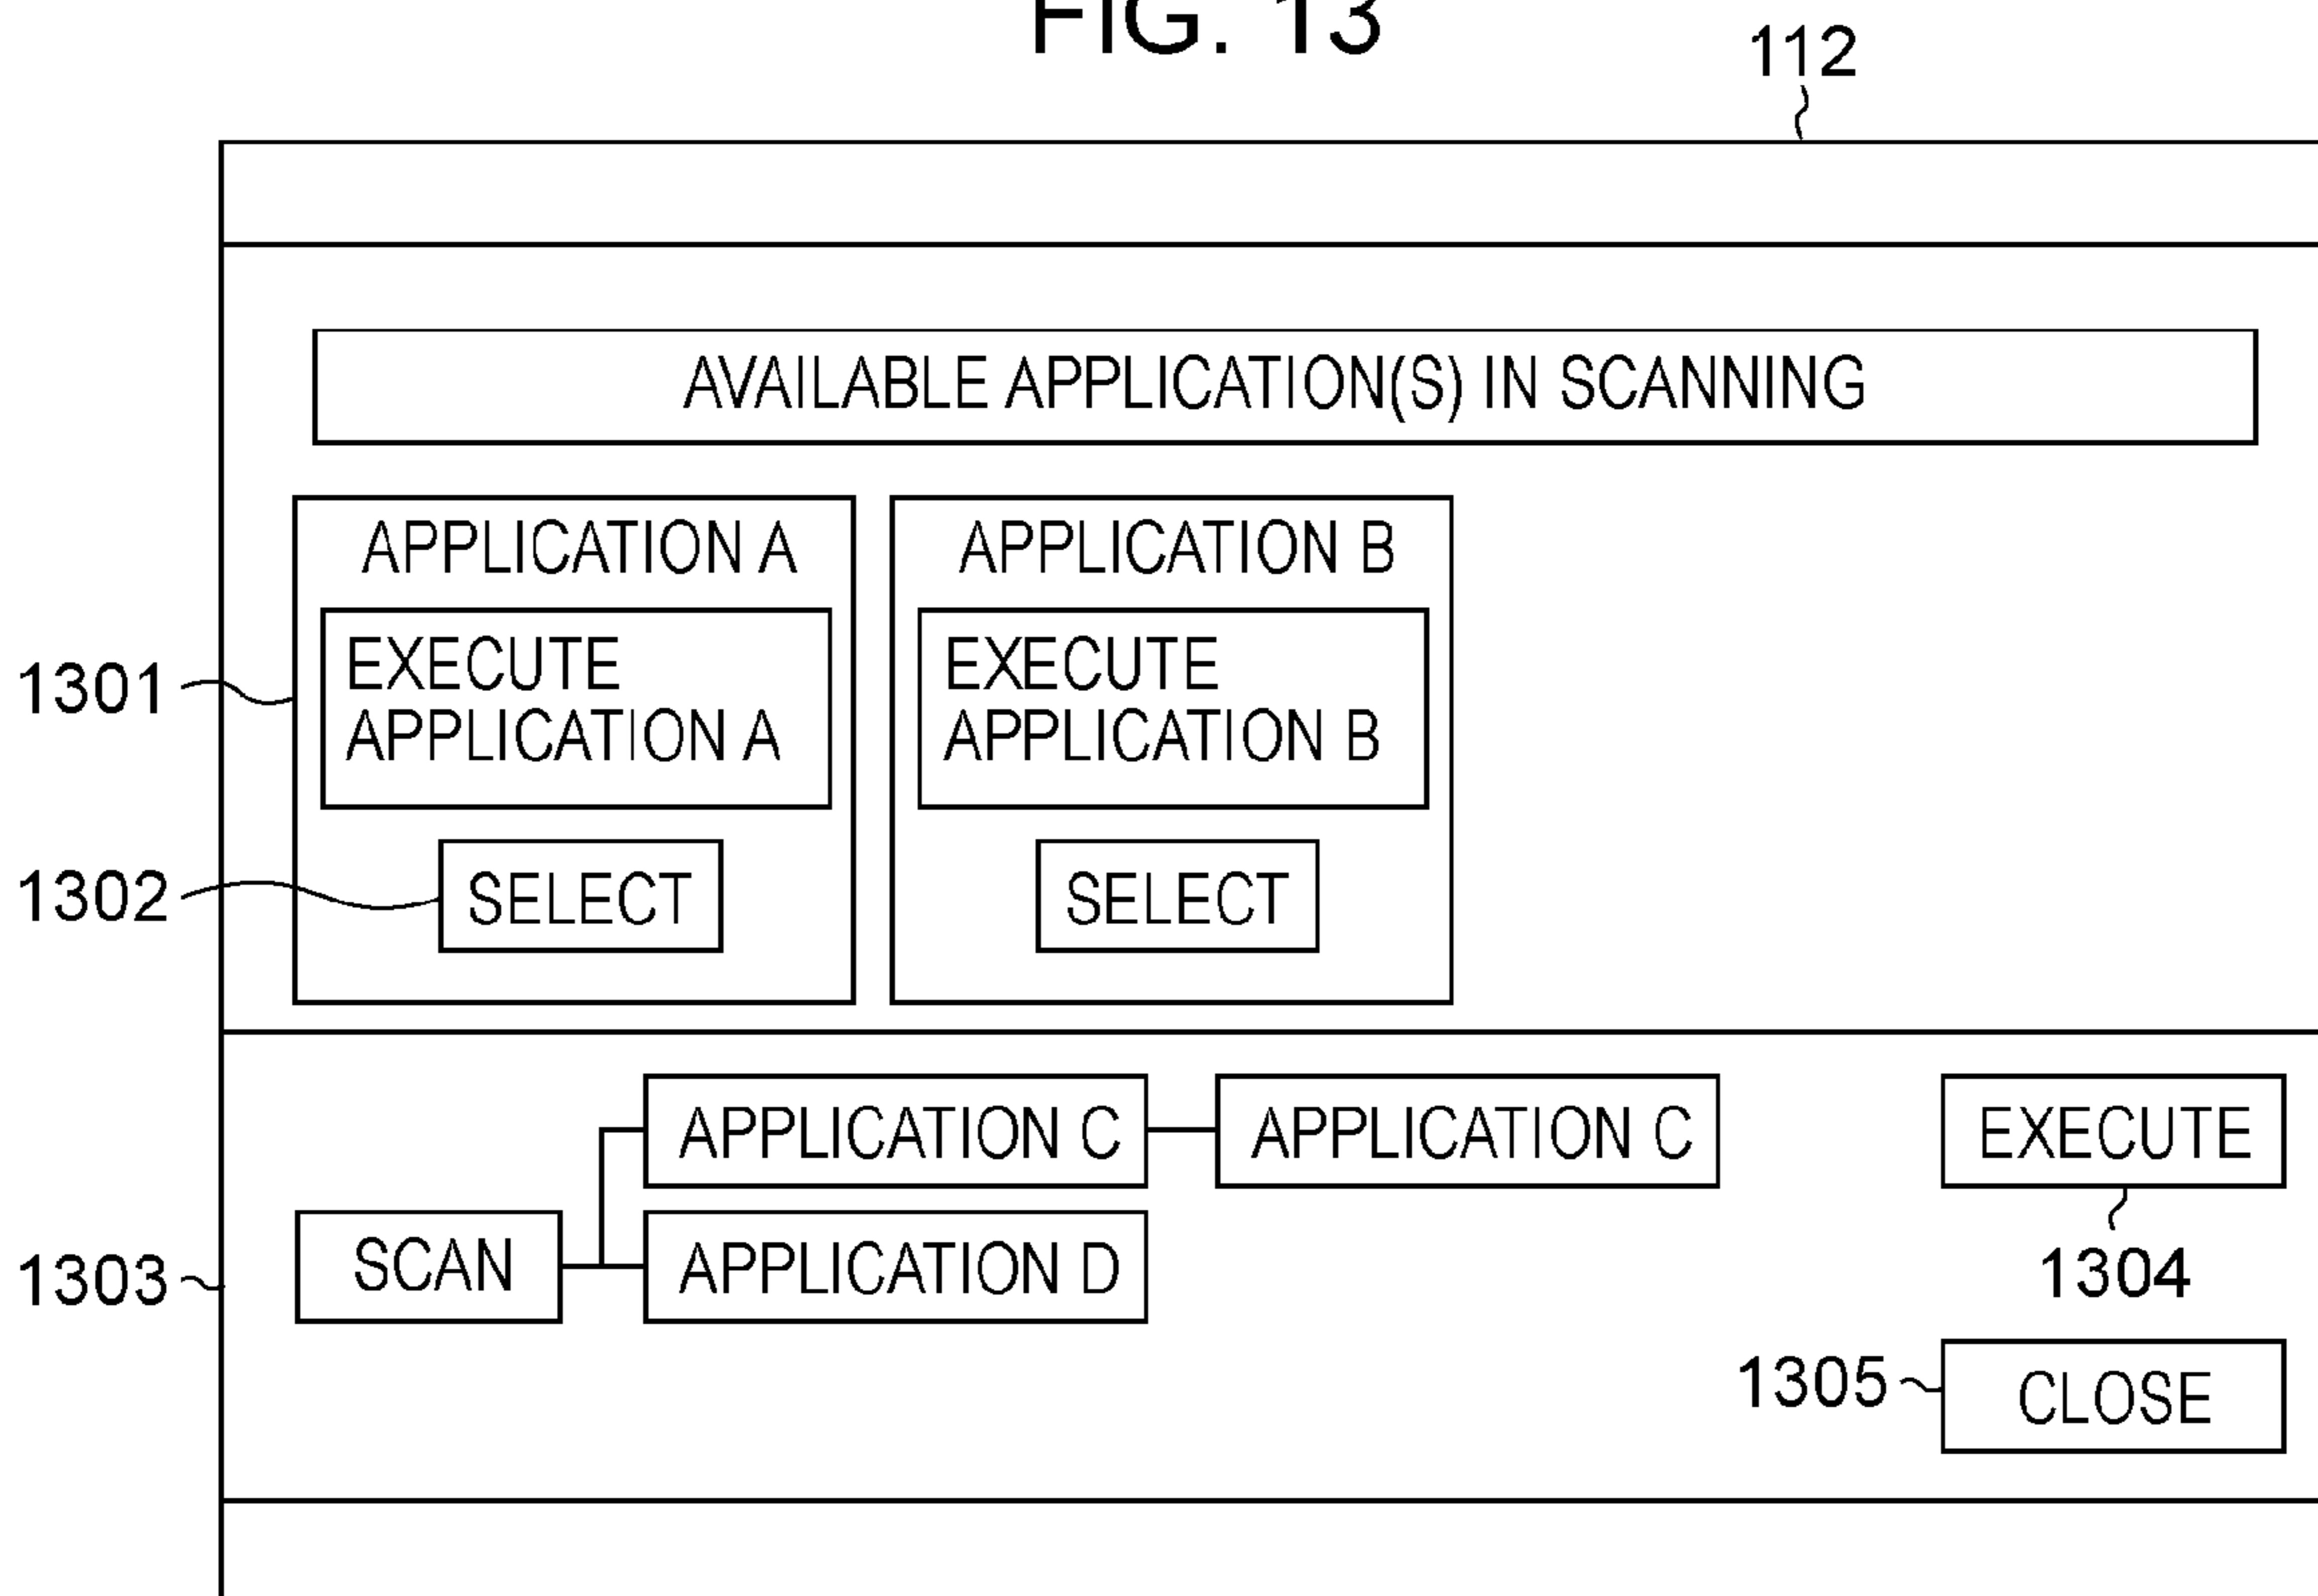 FIG. 13
112
AVAILABLE APPLICATION(S) IN SCANNING
APPLICATION A
APPLICATION B
1301
EXECUTE
APPLICATION A
EXECUTE
APPLICATION B
1302
SELECT
SELECT
APPLICATION C
APPLICATION C
EXECUTE
1303
SCAN
APPLICATION D
1304
1305
CLOSE